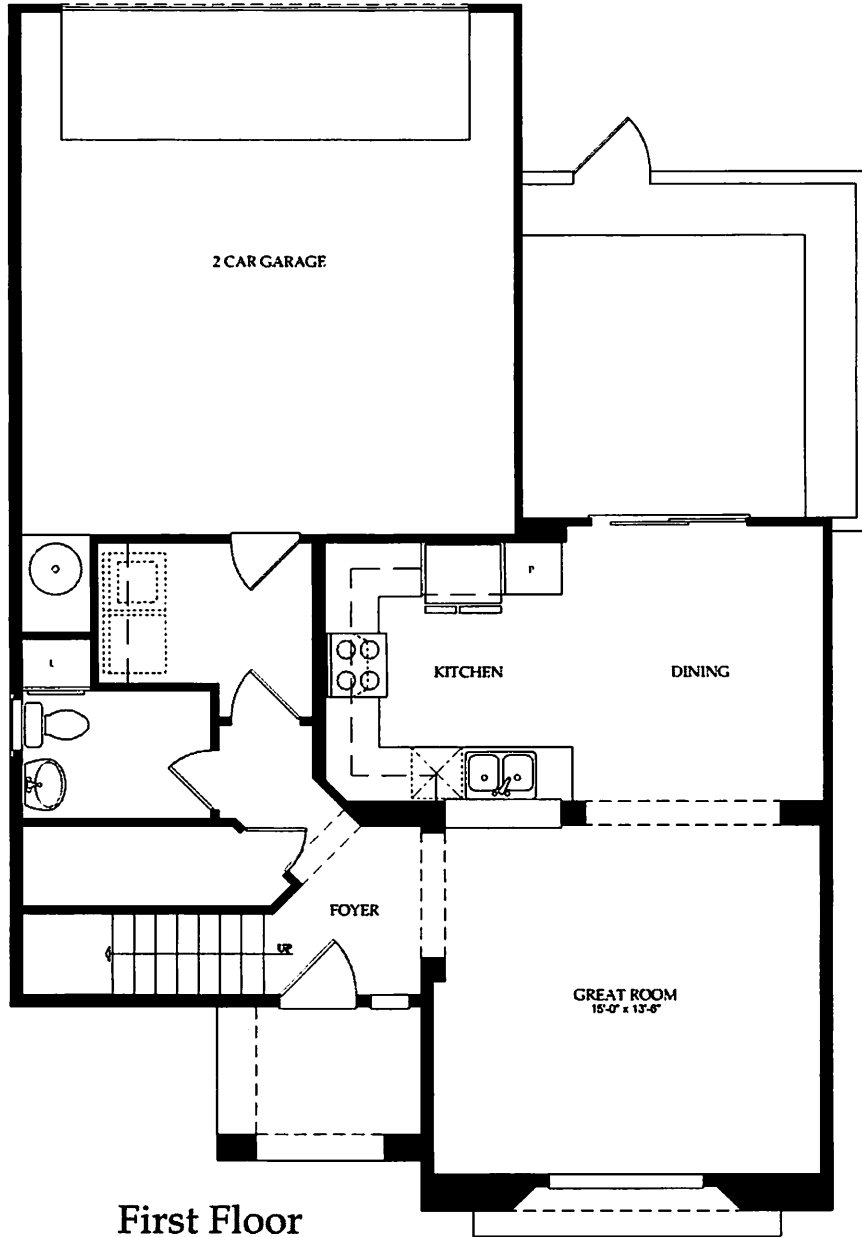 2 CAR GARAGE
P
L
KITCHEN
DINING
FOYER
UP
GREAT ROOM
15'-0" x 13'-6"
First Floor